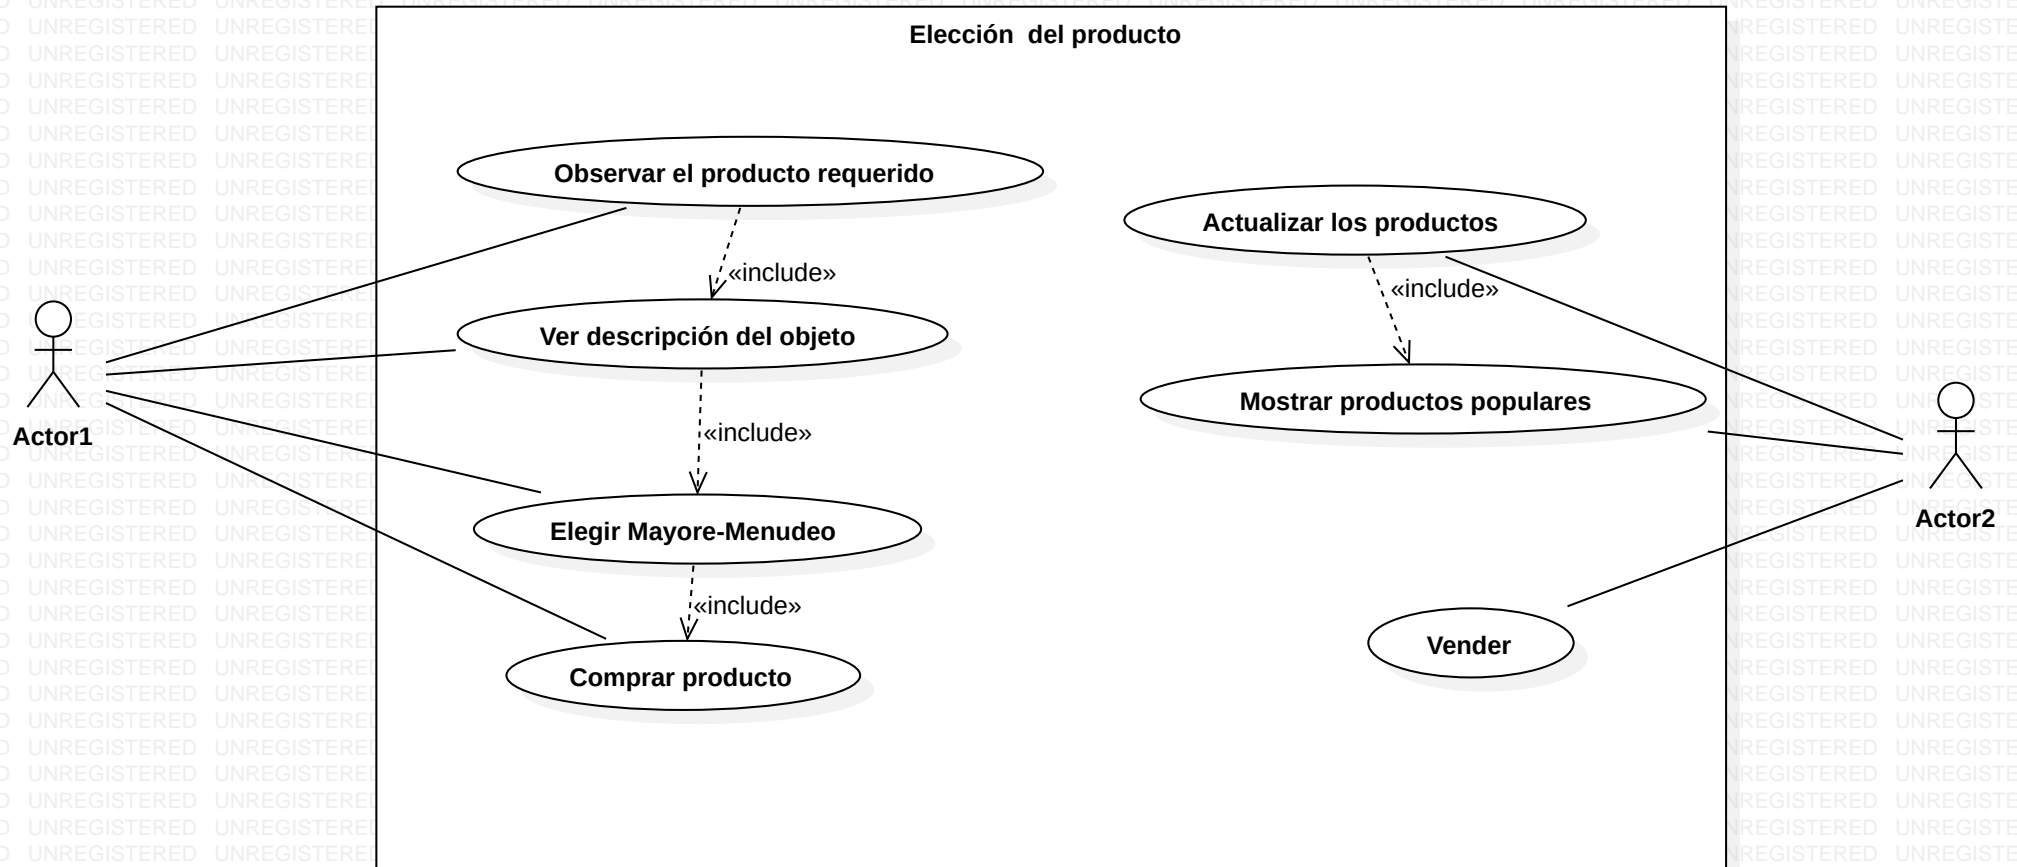 Elección  del producto
Observar el producto requerido
Actualizar los productos
«include»
«include»
Ver descripción del objeto
Mostrar productos populares
Actor1
«include»
Actor2
Elegir Mayore-Menudeo
«include»
Vender
Comprar producto
UNREGISTERED